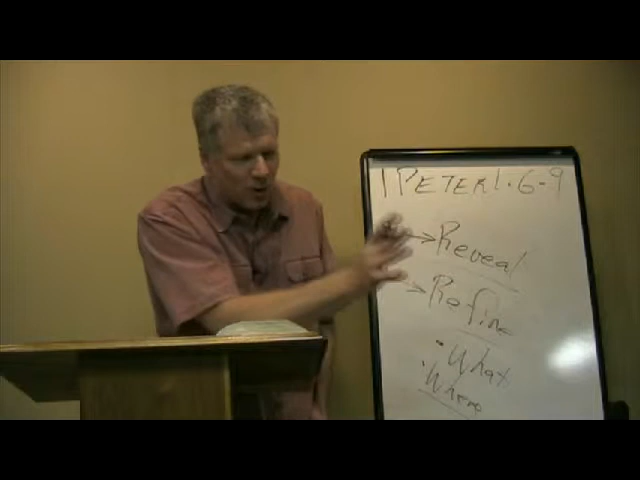 1 PETER 1:6-9
→ Reveal
→ Refine
• What
• Where